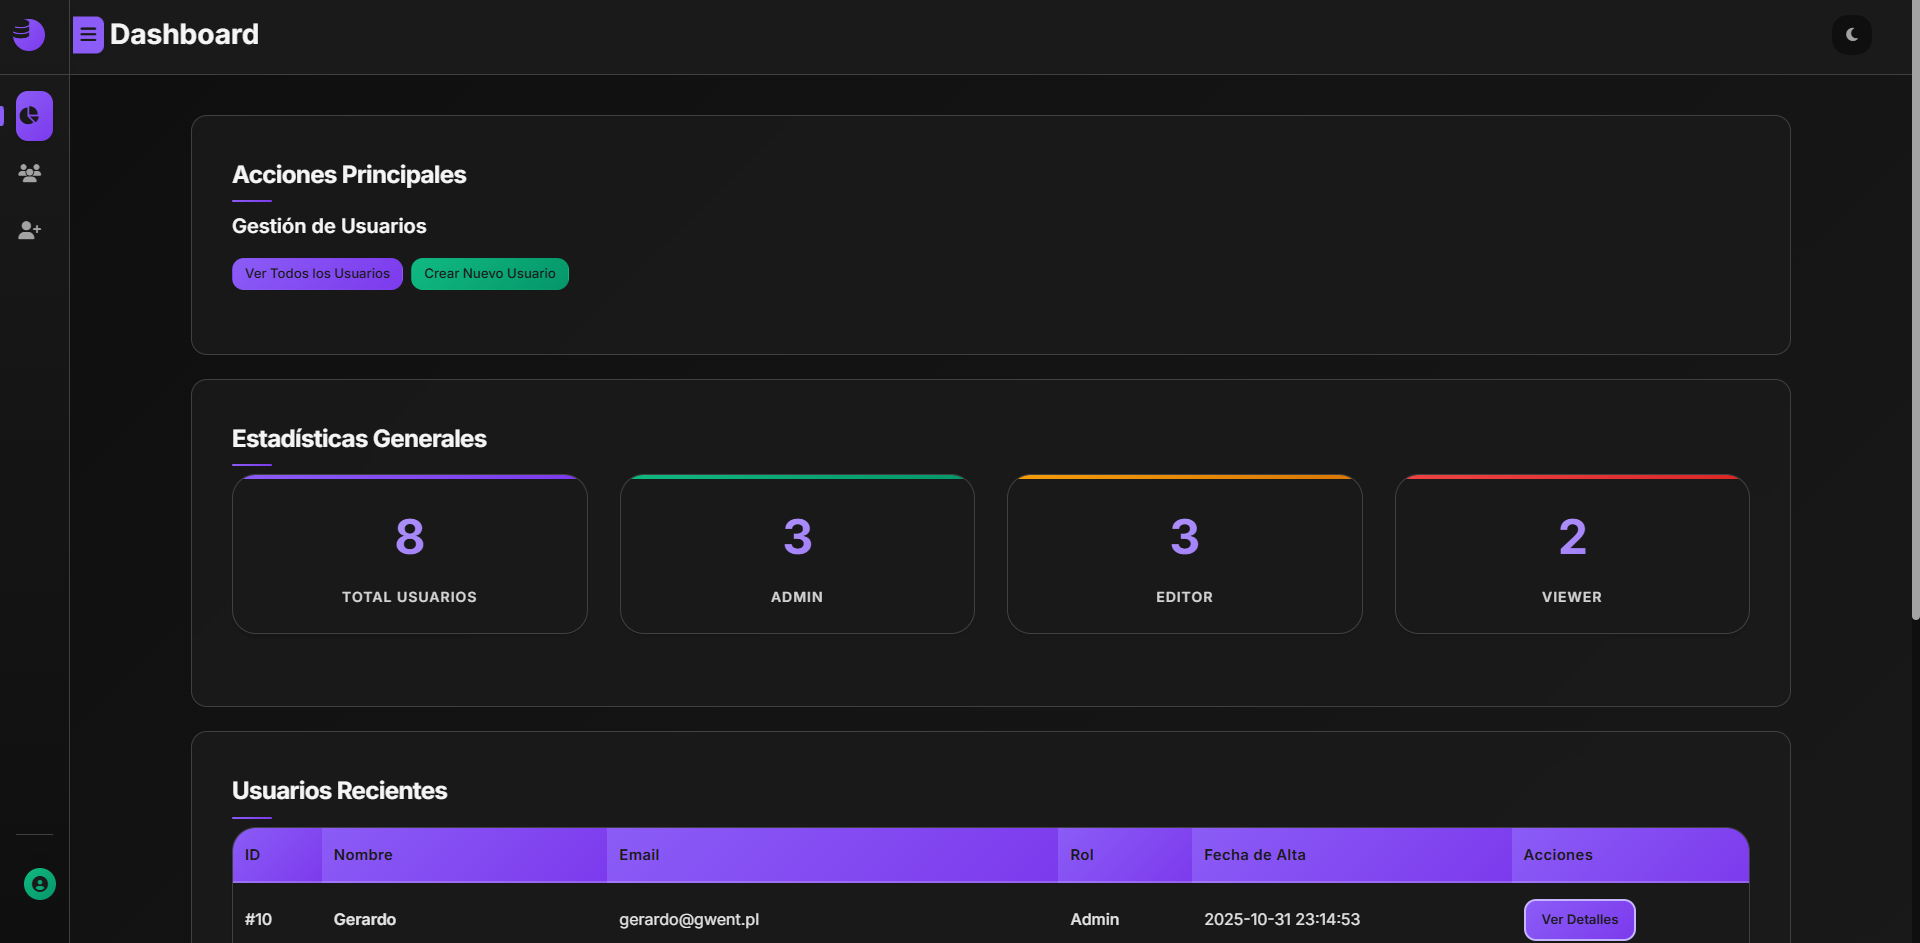 Dashboard
Acciones Principales
Gestión de Usuarios
Ver Todos los Usuarios Crear Nuevo Usuario
Estadísticas Generales
8 3 3 2
TOTAL USUARIOS ADMIN EDITOR VIEWER
Usuarios Recientes
ID Nombre Email Rol Fecha de Alta Acciones
#10 Gerardo gerardo@gwent.pl Admin 2025-10-31 23:14:53 Ver Detalles